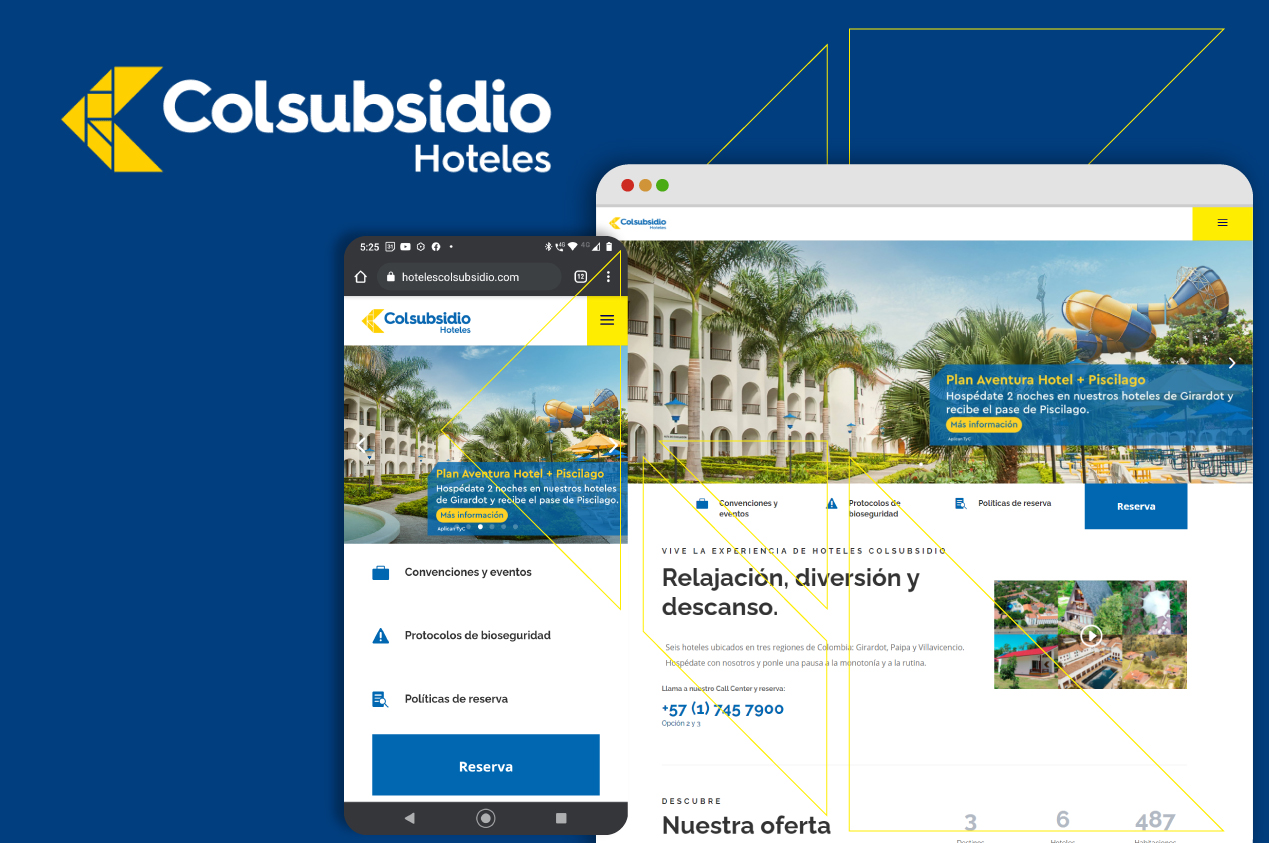 Colsubsidio
Hoteles
5:25
31
4G
4G
hotelescolsubsidio.com
12
Colsubsidio
Hoteles
Plan Aventura Hotel + Piscilago
Hospédate 2 noches en nuestros hoteles
de Girardot y recibe el pase de Piscilago.
Más información
Aplican TyC
Convenciones y eventos
Protocolos de bioseguridad
Políticas de reserva
Reserva
Colsubsidio
Hoteles
Plan Aventura Hotel + Piscilago
Hospédate 2 noches en nuestros hoteles de Girardot y
recibe el pase de Piscilago.
Más información
Aplican TyC
Convenciones y
eventos
Protocolos de
bioseguridad
Políticas de reserva
Reserva
VIVE LA EXPERIENCIA DE HOTELES COLSUBSIDIO
Relajación, diversión y
descanso.
Seis hoteles ubicados en tres regiones de Colombia: Girardot, Paipa y Villavicencio.
Hospédate con nosotros y ponle una pausa a la monotonía y a la rutina.
Llama a nuestro Call Center y reserva:
+57 (1) 745 7900
Opción 2 y 3
DESCUBRE
Nuestra oferta
3
6
487
Destinos
Hoteles
Habitaciones